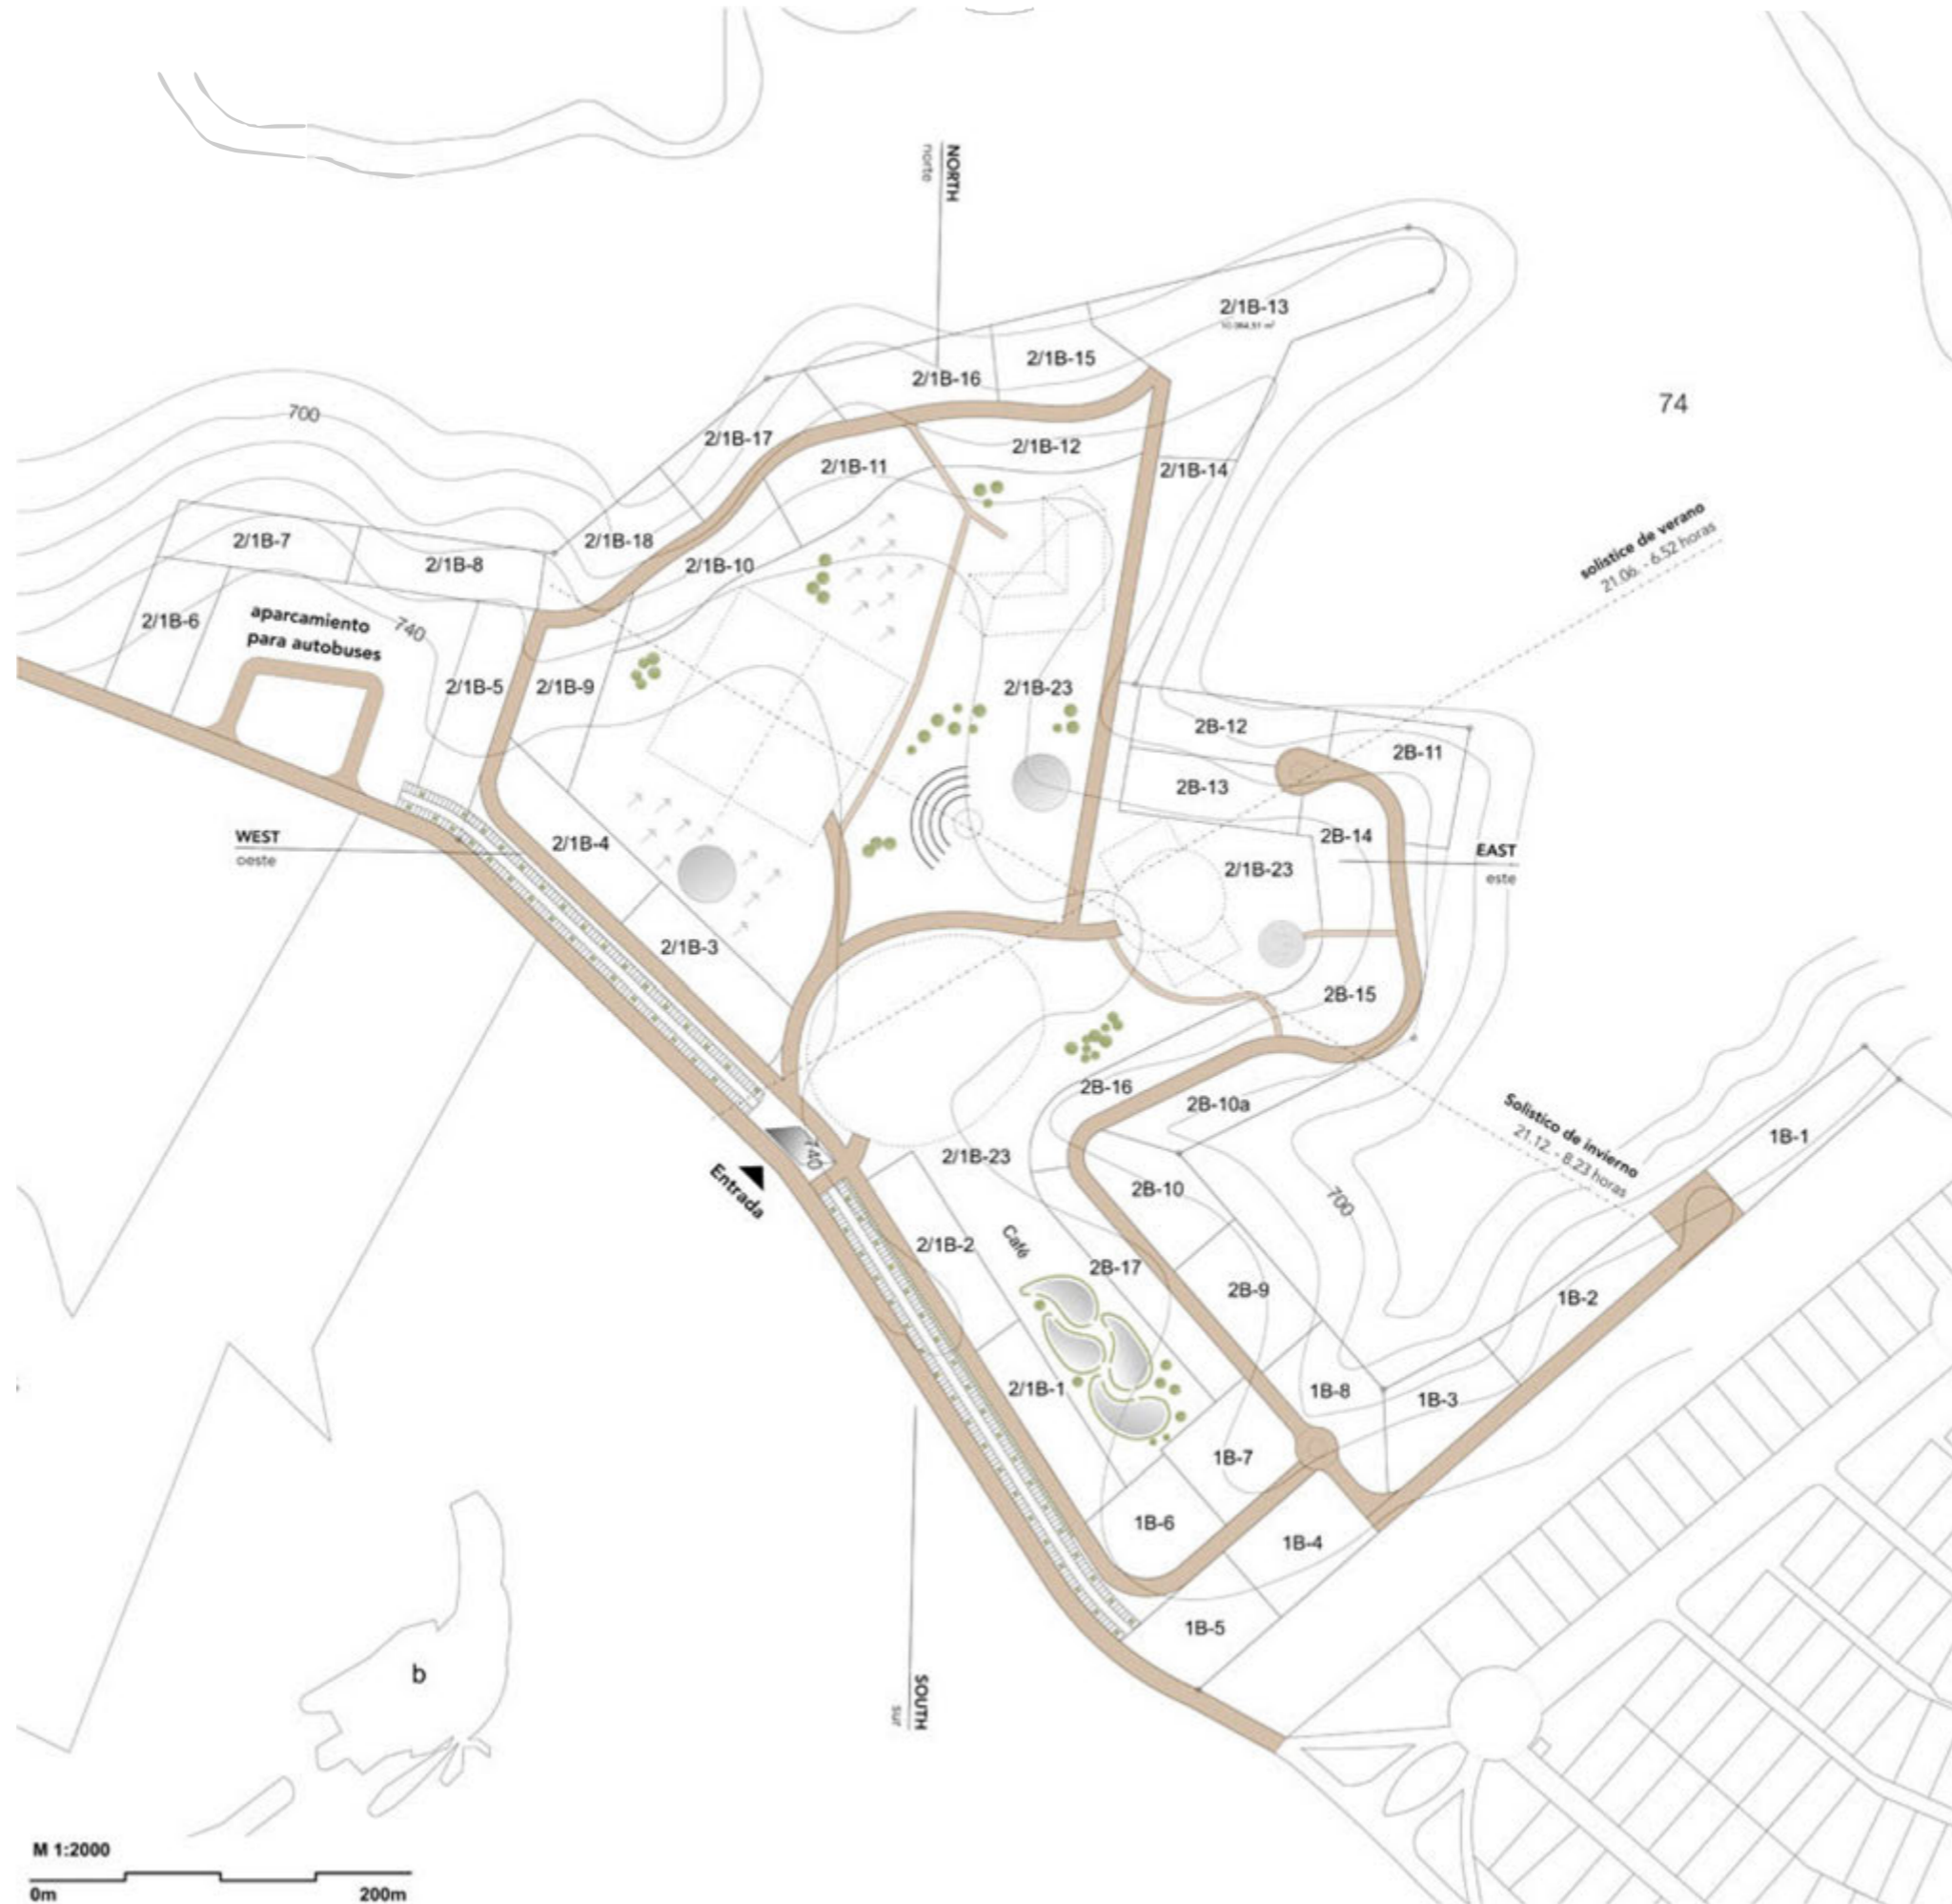 NORTH
norte
2/1B-13
2/1B-15
2/1B-16
74
700
2/1B-17
2/1B-12
2/1B-11
2/1B-14
solistice de verano
21.06. - 6.52 horas
2/1B-7
2/1B-8
2/1B-18
2/1B-10
2/1B-6
aparcamiento
para autobuses
740
2/1B-5
2/1B-9
2/1B-23
2B-12
2B-11
2B-13
WEST
oeste
2/1B-4
2B-14
EAST
este
2/1B-23
2/1B-3
2B-15
2B-16
2B-10a
Solistico de invierno
21.12. - 8.23 horas
1B-1
740
2/1B-23
Entrada
2B-10
700
2/1B-2
Café
2B-17
2B-9
1B-2
2/1B-1
1B-8
1B-3
1B-7
1B-6
1B-4
1B-5
SOUTH
sur
b
M 1:2000
0m
200m